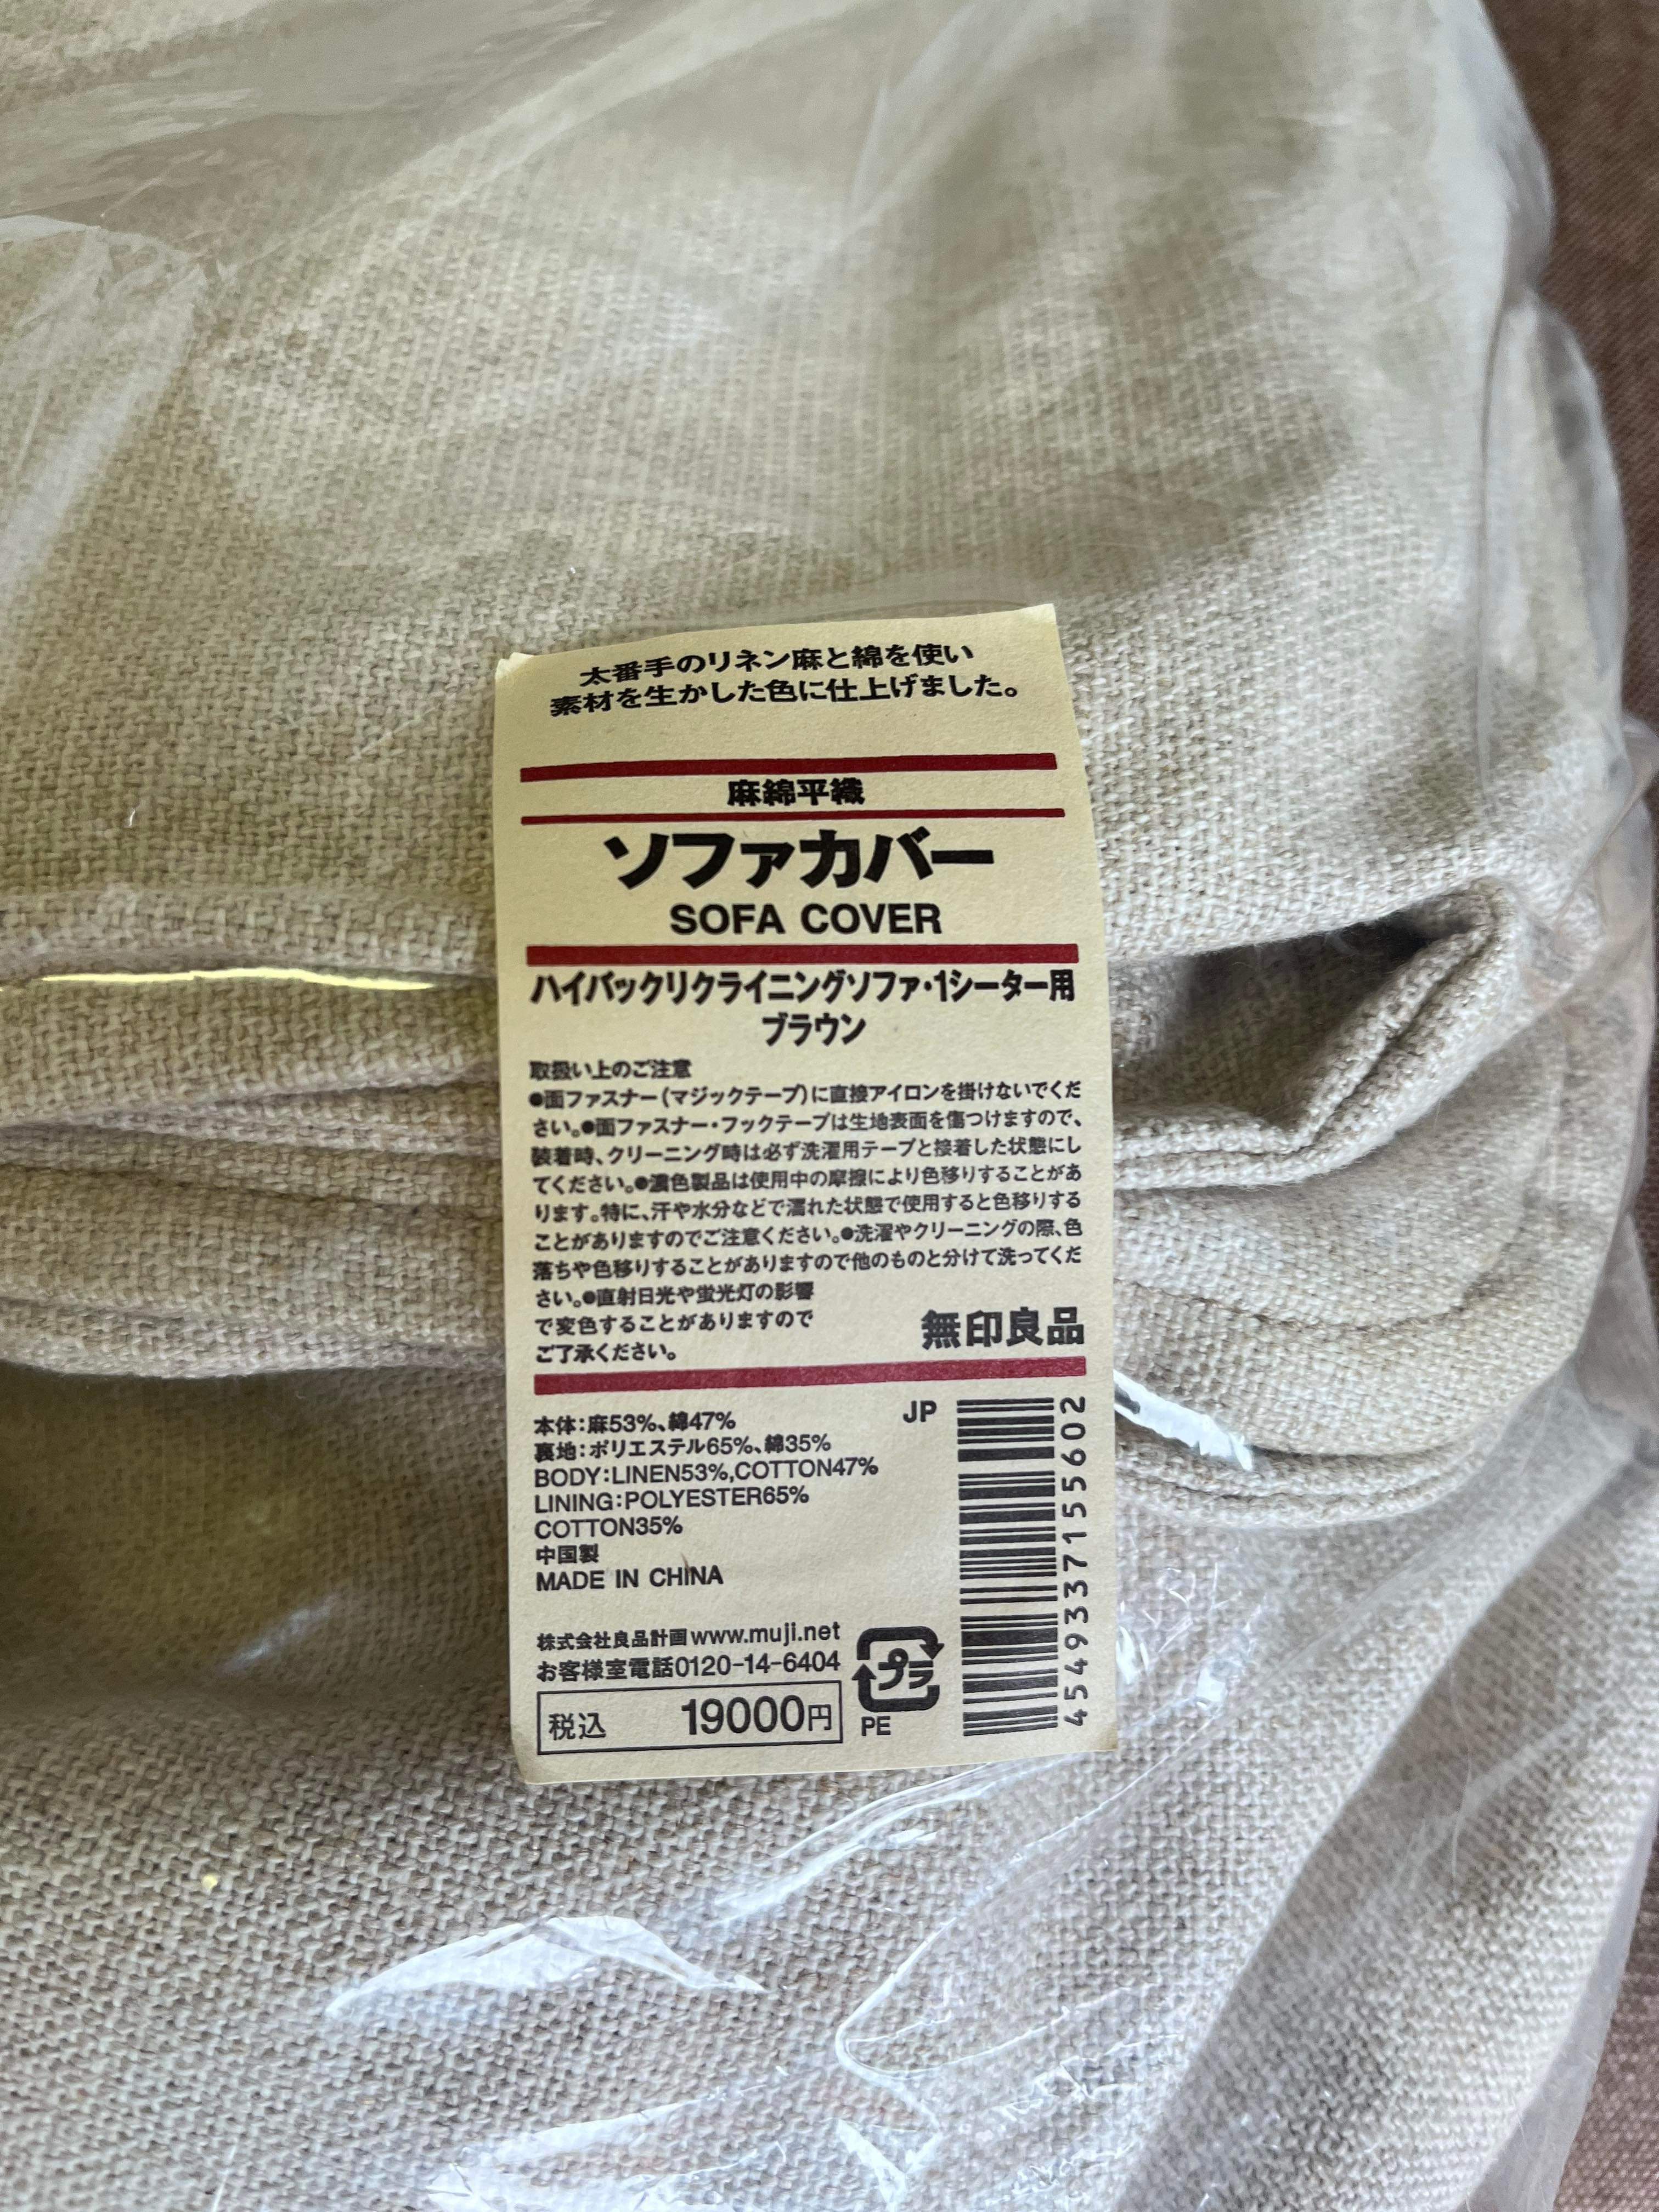 太番手のリネン麻と綿を使い
素材を生かした色に仕上げました。
麻綿平織
ソファカバー
SOFA COVER
ハイバックリクライニングソファ・1シーター用
ブラウン
取扱い上のご注意
●面ファスナー(マジックテープ)に直接アイロンを掛けないでくだ
さい。●面ファスナー・フックテープは生地表面を傷つけますので、
装着時、クリーニング時は必ず洗濯用テープと接着した状態にし
てください。●濃色製品は使用中の摩擦により色移りすることがあ
ります。特に、汗や水分などで濡れた状態で使用すると色移りする
ことがありますのでご注意ください。●洗濯やクリーニングの際、色
落ちや色移りすることがありますので他のものと分けて洗ってくだ
さい。●直射日光や蛍光灯の影響
で変色することがありますので
ご了承ください。
無印良品
本体:麻53%、綿47%
裏地:ポリエステル65%、綿35%
BODY:LINEN53%,COTTON47%
LINING:POLYESTER65%
COTTON35%
中国製
MADE IN CHINA
JP
4549337155602
株式会社良品計画www.muji.net
お客様室電話0120-14-6404
税込 19000円
プラ
PE